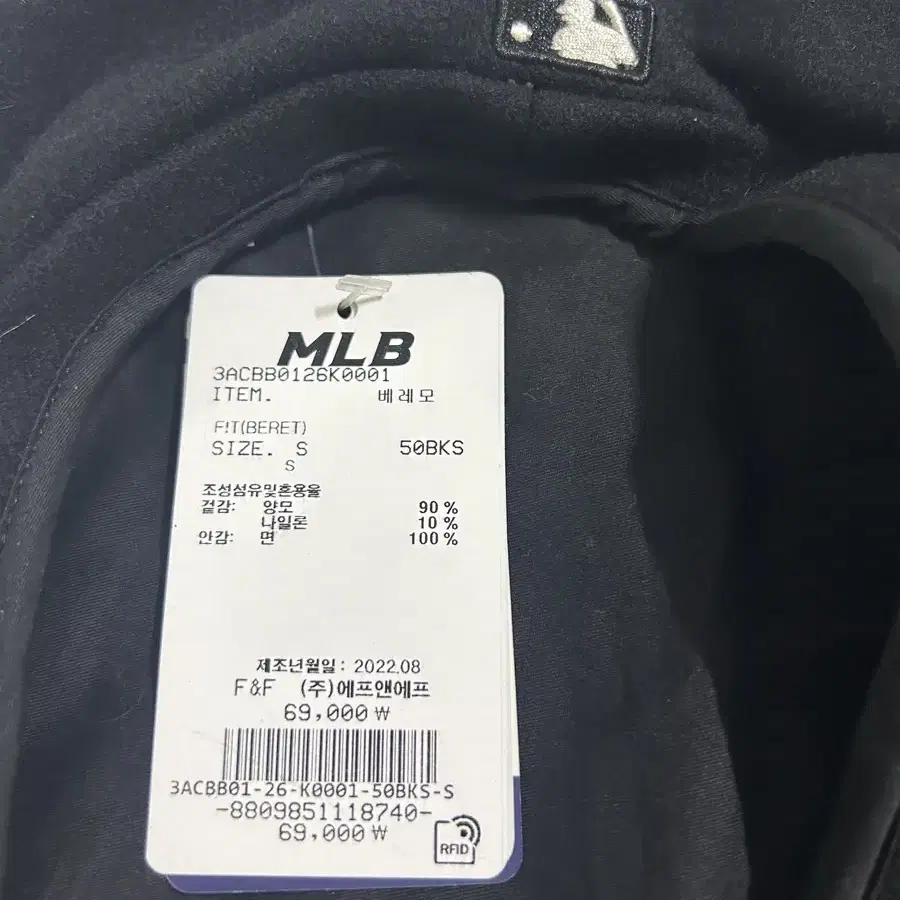 MLB
3ACBB0126K0001
ITEM. 베레모
FIT(BERET)
SIZE. S 50BKS
S
조성섬유및혼용율
겉감: 양모 90 %
나일론 10 %
안감: 면 100 %
제조년월일 : 2022.08
F&F (주)에프앤에프
69,000 ₩
3ACBB01-26-K0001-50BKS-S
-8809851118740-
69,000 ₩
RFID